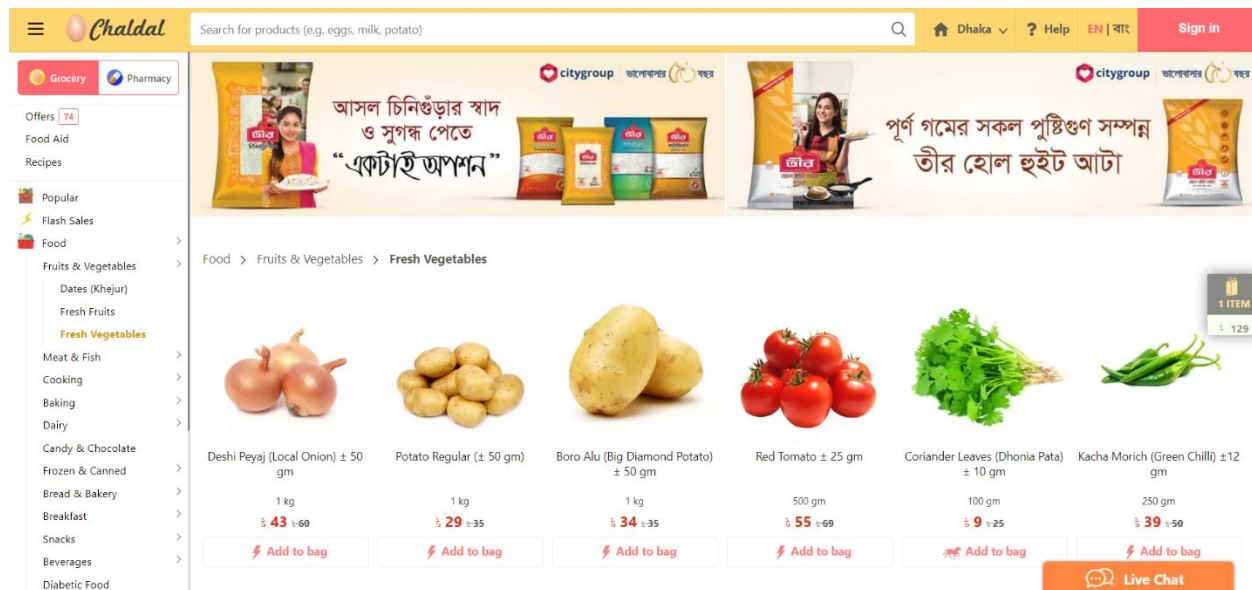 Chaldal
Search for products (e.g. eggs, milk, potato)
Dhaka
? Help
EN | বাং
Sign in
Grocery
Pharmacy
Offers 74
Food Aid
Recipes
Popular
Flash Sales
Food
Fruits & Vegetables
Dates (Khejur)
Fresh Fruits
Fresh Vegetables
Meat & Fish
Cooking
Baking
Dairy
Candy & Chocolate
Frozen & Canned
Bread & Bakery
Breakfast
Snacks
Beverages
Diabetic Food
citygroup ভালোবাসার বছর
আসল চিনিগুঁড়ার স্বাদ
ও সুগন্ধ পেতে
“একটাই অপশন”
তীর
citygroup ভালোবাসার বছর
পূর্ণ গমের সকল পুষ্টিগুণ সম্পন্ন
তীর হোল হুইট আটা
তীর
তীর
Food > Fruits & Vegetables > Fresh Vegetables
1 ITEM
৳ 129
Deshi Peyaj (Local Onion) ± 50
gm
1 kg
৳ 43 ৳ 60
Add to bag
Potato Regular (± 50 gm)
1 kg
৳ 29 ৳ 35
Add to bag
Boro Alu (Big Diamond Potato)
± 50 gm
1 kg
৳ 34 ৳ 35
Add to bag
Red Tomato ± 25 gm
500 gm
৳ 55 ৳ 69
Add to bag
Coriander Leaves (Dhonia Pata)
± 10 gm
100 gm
৳ 9 ৳ 25
Add to bag
Kacha Morich (Green Chilli) ±12
gm
250 gm
৳ 39 ৳ 50
Add to bag
Live Chat